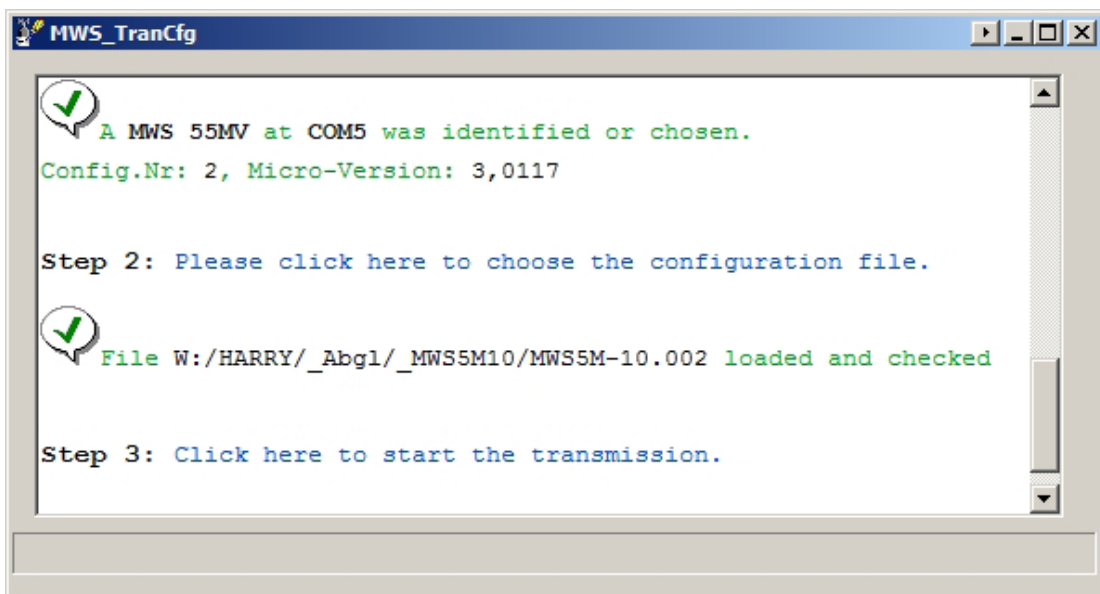 MWS_TranCfg
A MWS 55MV at COM5 was identified or chosen.
Config.Nr: 2, Micro-Version: 3,0117
Step 2: Please click here to choose the configuration file.
File W:/HARRY/_Abgl/_MWS5M10/MWS5M-10.002 loaded and checked
Step 3: Click here to start the transmission.